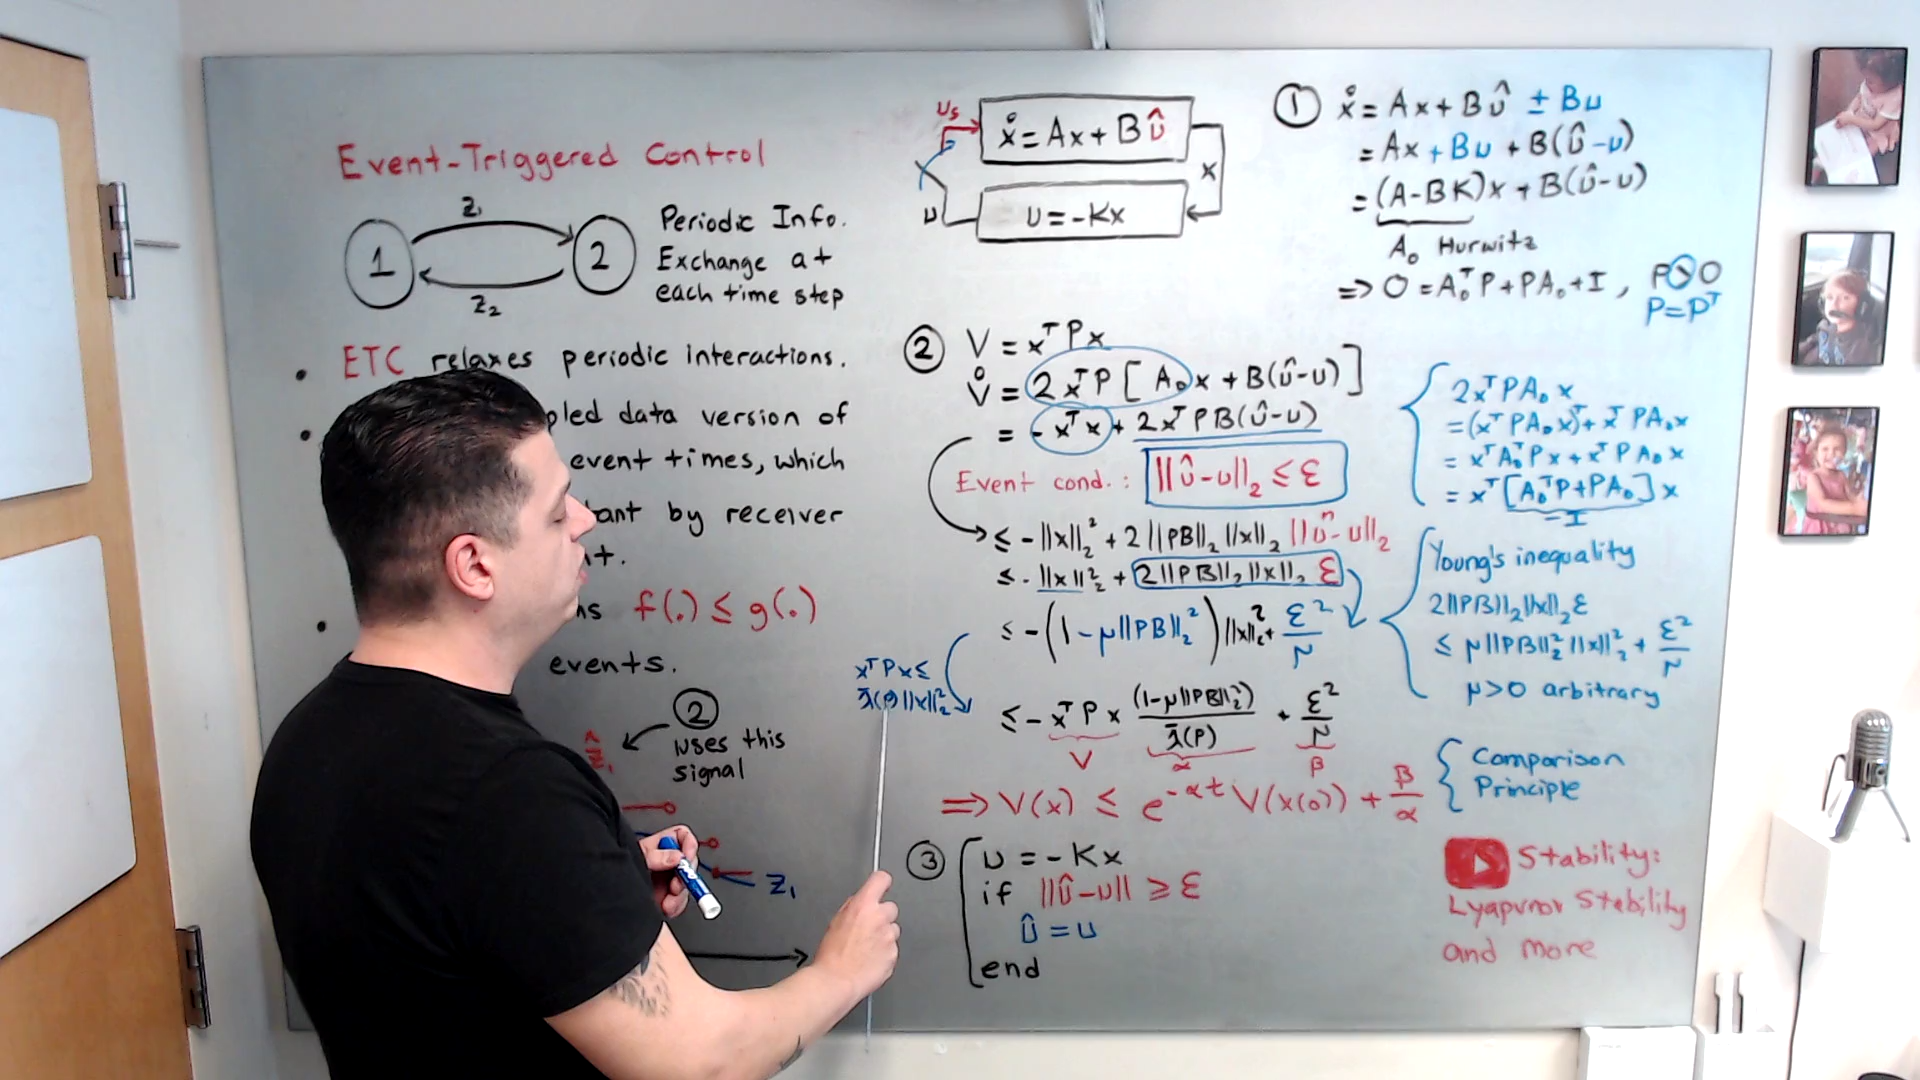 Event-Triggered Control
1
2
z₁
z₂
Periodic Info.
Exchange at
each time step
• ETC relaxes periodic interactions.
• pled data version of
event times, which
tant by receiver
nt.
• ns f(.) ≤ g(.)
events.
②
uses this
signal
ẑ₁
z₁
u_s
ẋ = Ax + Bû
x
u = -Kx
u
① ẋ = Ax + Bû ± Bu
= Ax + Bu + B(û-u)
= (A-BK)x + B(û-u)
A₀ Hurwitz
⇒ 0 = A₀ᵀP + PA₀ + I , P>0
P=Pᵀ
② V = xᵀPx
V̇ = 2xᵀP[A₀x + B(û-u)]
= -xᵀx + 2xᵀPB(û-u)
Event cond.: ||û-u||₂ ≤ ε
≤ -||x||₂² + 2||PB||₂||x||₂||û-u||₂
≤ -||x||₂² + 2||PB||₂||x||₂ ε
≤ -(1-μ||PB||₂²)||x||₂² + ε²/μ
xᵀPx ≤
λ̄(P)||x||₂²
≤ -xᵀPx (1-μ||PB||₂²)/λ̄(P) + ε²/μ
V α β
⇒ V(x) ≤ e^(-αt) V(x(0)) + β/α
2xᵀPA₀x
= (xᵀPA₀x)ᵀ + xᵀPA₀x
= xᵀA₀ᵀPx + xᵀPA₀x
= xᵀ[A₀ᵀP+PA₀]x
-I
Young's inequality
2||PB||₂||x||₂ε
≤ μ||PB||₂²||x||₂² + ε²/μ
μ>0 arbitrary
Comparison
Principle
③ u = -Kx
if ||û-u|| ≥ ε
û = u
end
Stability:
Lyapunov Stability
and more